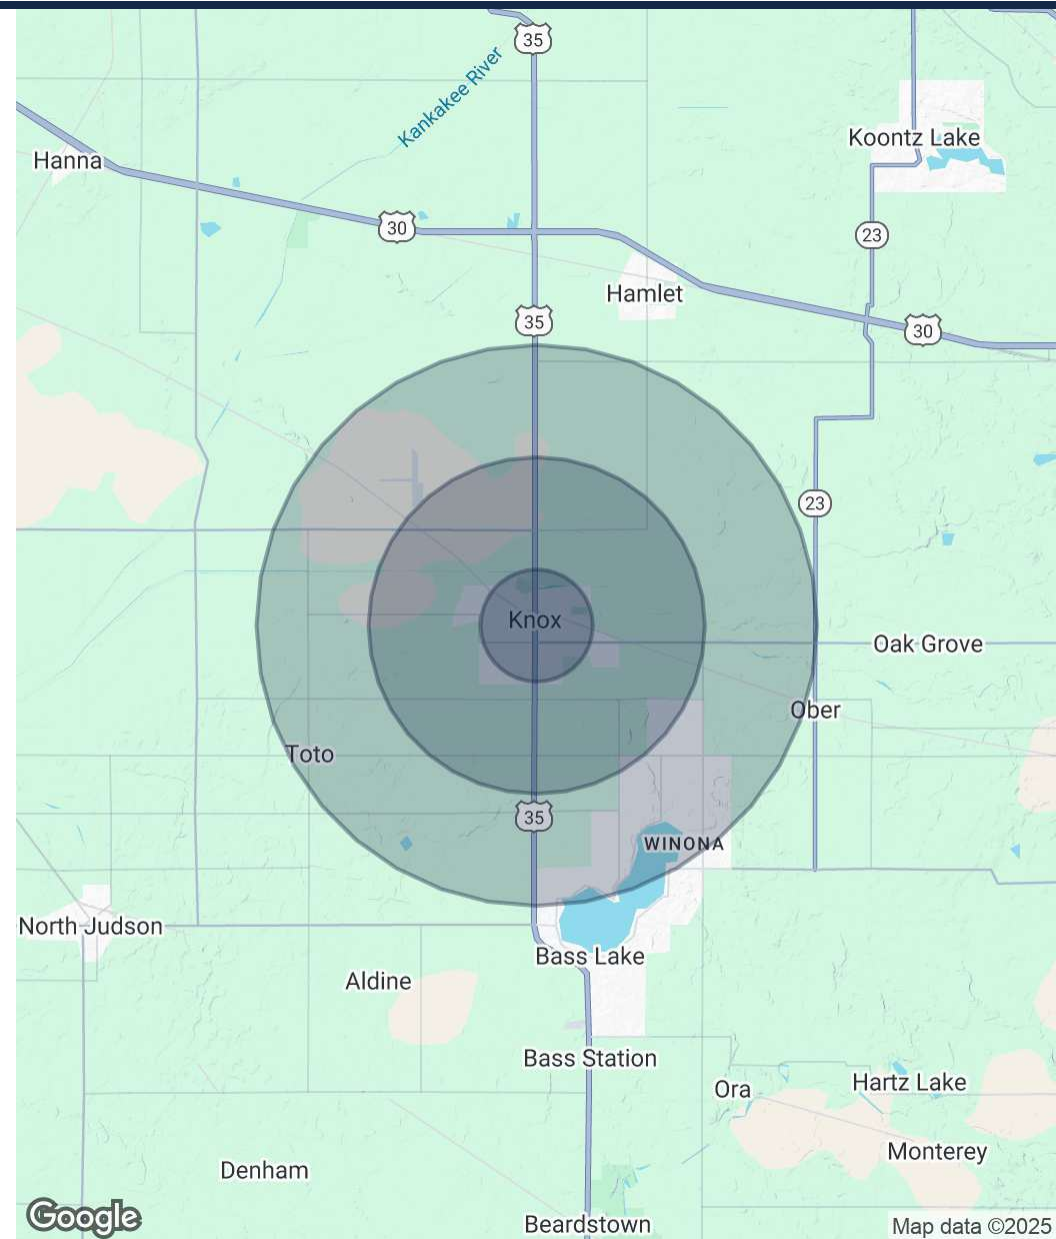 35
Kankakee River
Koontz Lake
Hanna
30
23
Hamlet
35
30
23
Knox
Oak Grove
Ober
Toto
35
WINONA
North Judson
Bass Lake
Aldine
Bass Station
Ora
Hartz Lake
Monterey
Denham
Google
Beardstown
Map data ©2025